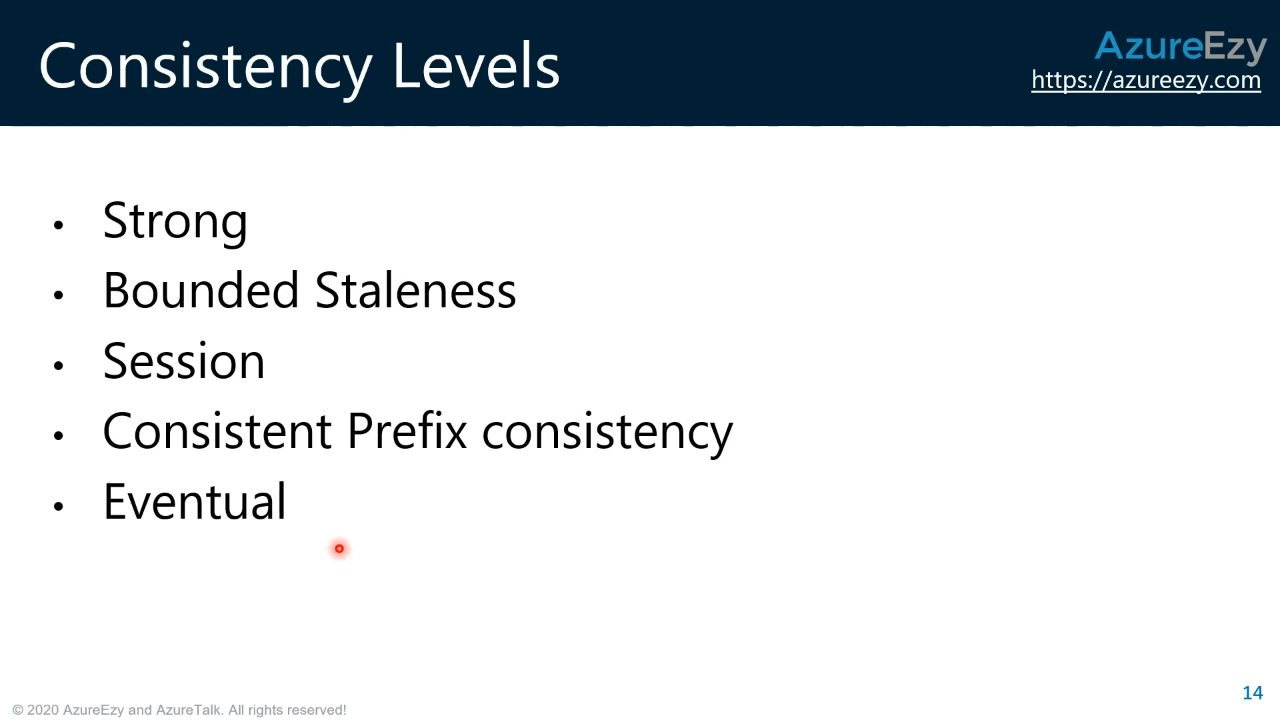 Consistency Levels
AzureEzy
https://azureezy.com
• Strong
• Bounded Staleness
• Session
• Consistent Prefix consistency
• Eventual
14
© 2020 AzureEzy and AzureTalk. All rights reserved!